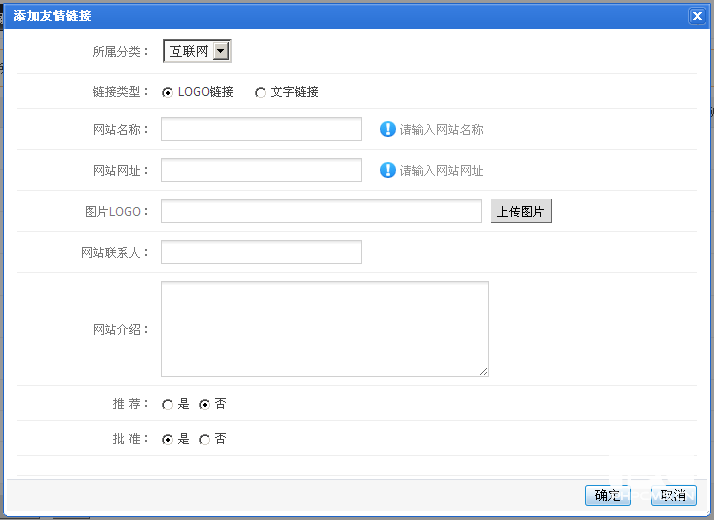 添加友情链接
所属分类： 互联网
链接类型： LOGO链接 文字链接
网站名称： 请输入网站名称
网站网址： 请输入网站网址
图片LOGO： 上传图片
网站联系人：
网站介绍：
推 荐： 是 否
批 准： 是 否
确定 取消